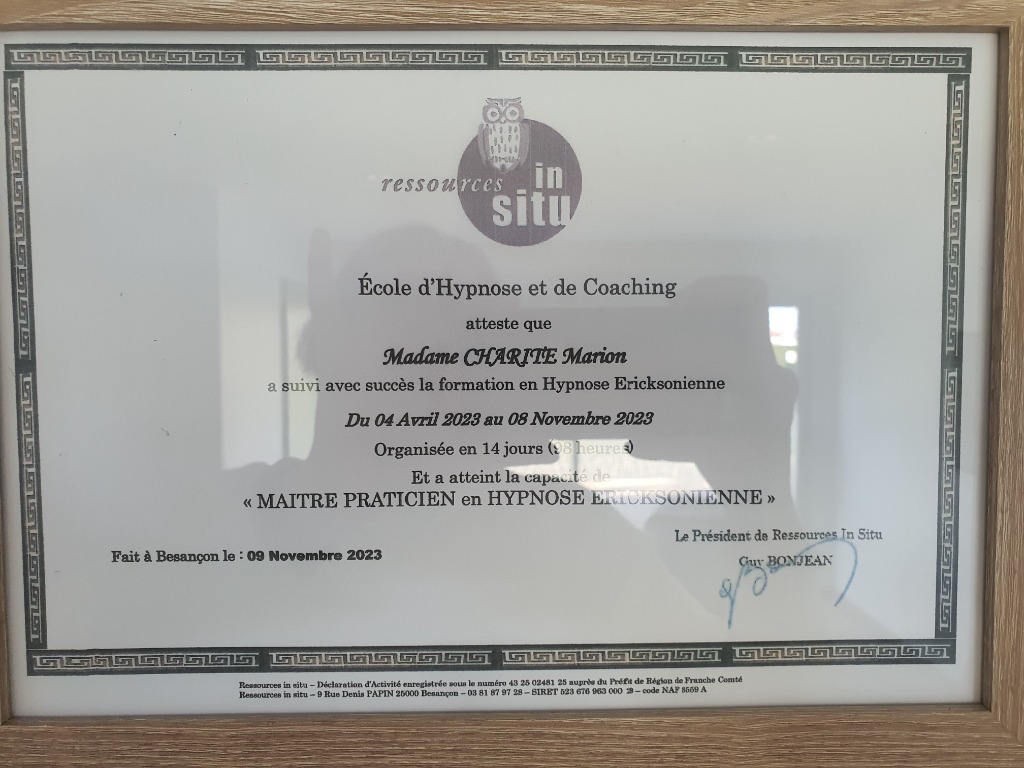 ressources in situ
École d'Hypnose et de Coaching
atteste que
Madame CHARITE Marion
a suivi avec succès la formation en Hypnose Ericksonienne
Du 04 Avril 2023 au 08 Novembre 2023
Organisée en 14 jours (98 heures)
Et a atteint la capacité de
« MAITRE PRATICIEN en HYPNOSE ERICKSONIENNE »
Le Président de Ressources In Situ
Fait à Besançon le : 09 Novembre 2023
Guy BONJEAN
Ressources in situ – Déclaration d'Activité enregistrée sous le numéro 43 25 02481 25 auprès du Préfet de Région de Franche Comté
Ressources in situ – 9 Rue Denis PAPIN 25000 Besançon – 03 81 87 97 28 – SIRET 523 676 963 000 – code NAF 8559 A